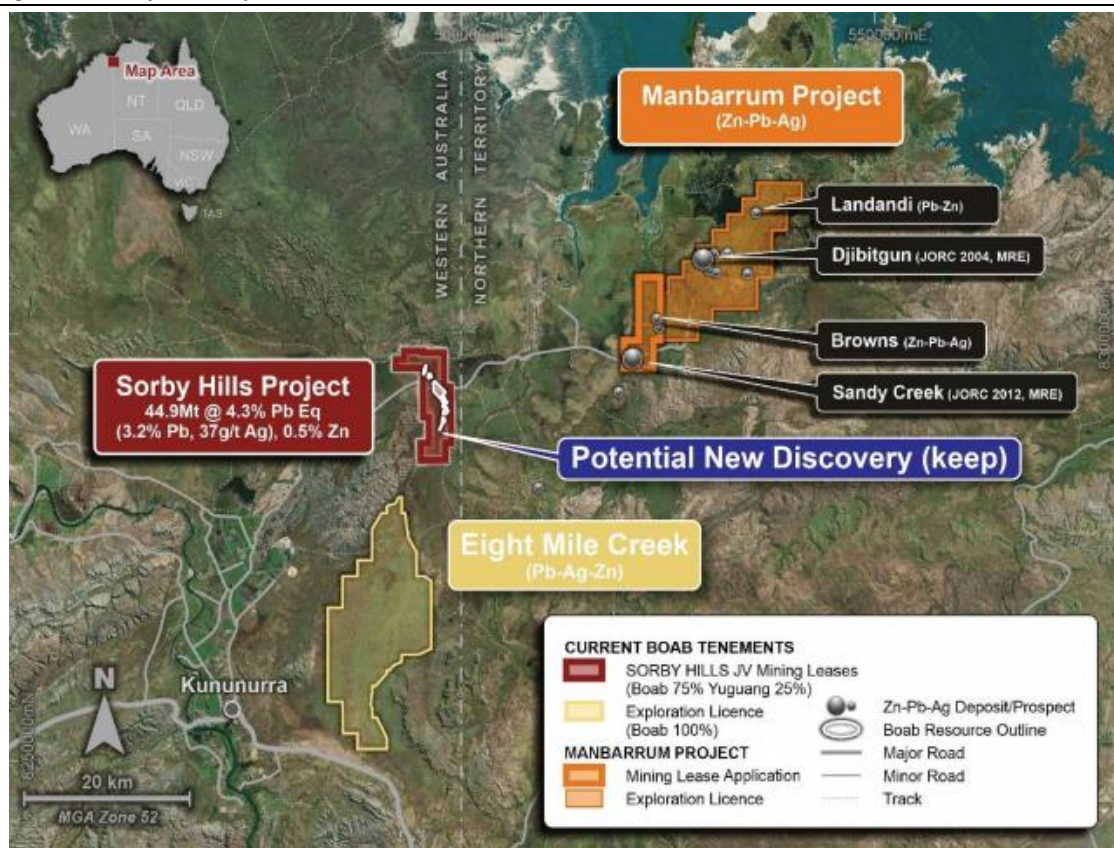 500000mE
550000mE
Map Area
NT
QLD
WA
SA
NSW
VIC
TAS
WESTERN AUSTRALIA
NORTHERN TERRITORY
Manbarrum Project
(Zn-Pb-Ag)
Landandi (Pb-Zn)
Djibitgun (JORC 2004, MRE)
Browns (Zn-Pb-Ag)
Sandy Creek (JORC 2012, MRE)
8300000mN
Sorby Hills Project
44.9Mt @ 4.3% Pb Eq
(3.2% Pb, 37g/t Ag), 0.5% Zn
Potential New Discovery (keep)
Eight Mile Creek
(Pb-Ag-Zn)
Kununurra
N
8250000mN
20 km
MGA Zone 52
CURRENT BOAB TENEMENTS
SORBY HILLS JV Mining Leases
(Boab 75% Yuguang 25%)
Exploration Licence
(Boab 100%)
MANBARRUM PROJECT
Mining Lease Application
Exploration Licence
Zn-Pb-Ag Deposit/Prospect
Boab Resource Outline
Major Road
Minor Road
Track